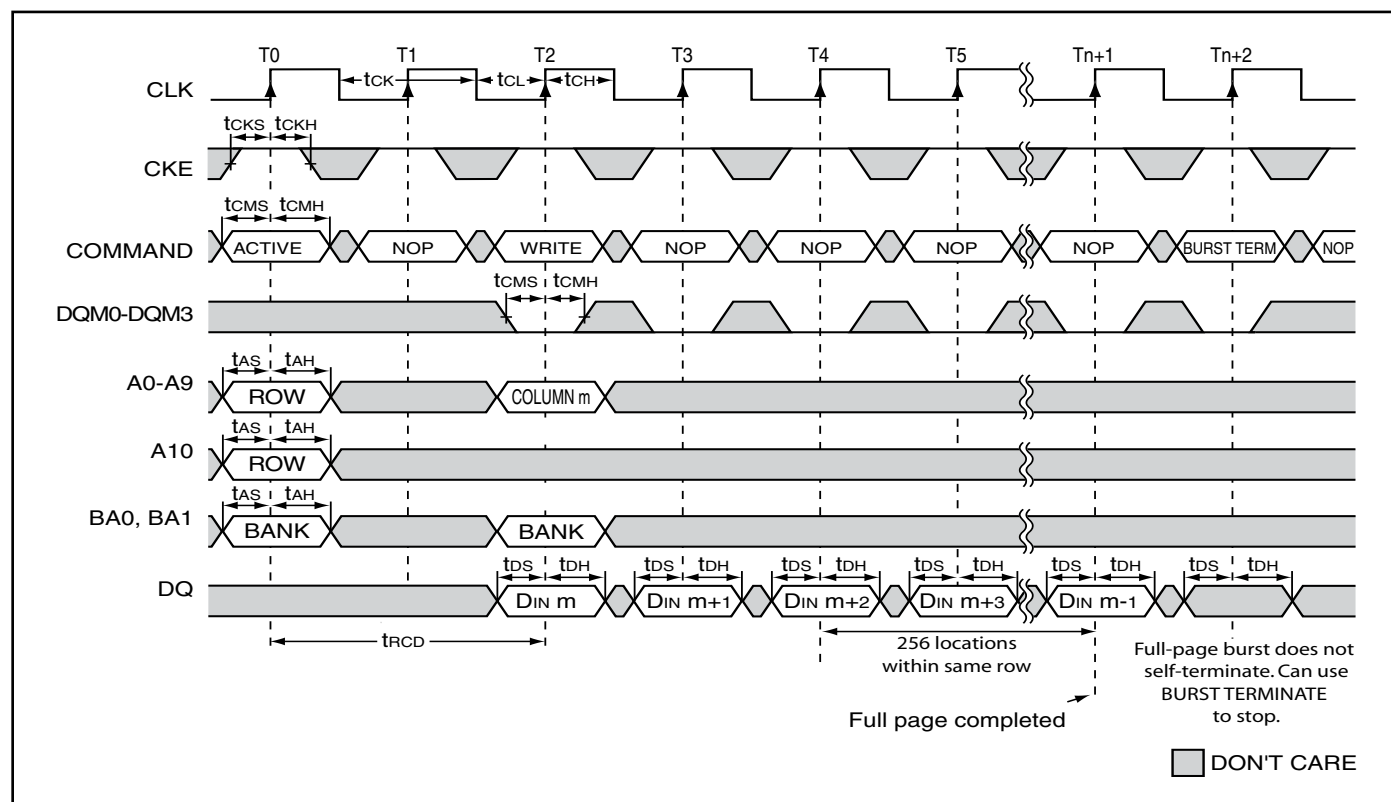 T0 T1 T2 T3 T4 T5 Tn+1 Tn+2
CLK
tCK tCL tCH
tCKS tCKH
CKE
tCMS tCMH
COMMAND ACTIVE NOP WRITE NOP NOP NOP NOP BURST TERM NOP
tCMS tCMH
DQM0-DQM3
tAS tAH
A0-A9 ROW COLUMN m
tAS tAH
A10 ROW
tAS tAH
BA0, BA1 BANK BANK
tDS tDH tDS tDH tDS tDH tDS tDH tDS tDH tDS tDH
DQ DIN m DIN m+1 DIN m+2 DIN m+3 DIN m-1
tRCD
256 locations
within same row
Full page completed
Full-page burst does not
self-terminate. Can use
BURST TERMINATE
to stop.
DON'T CARE